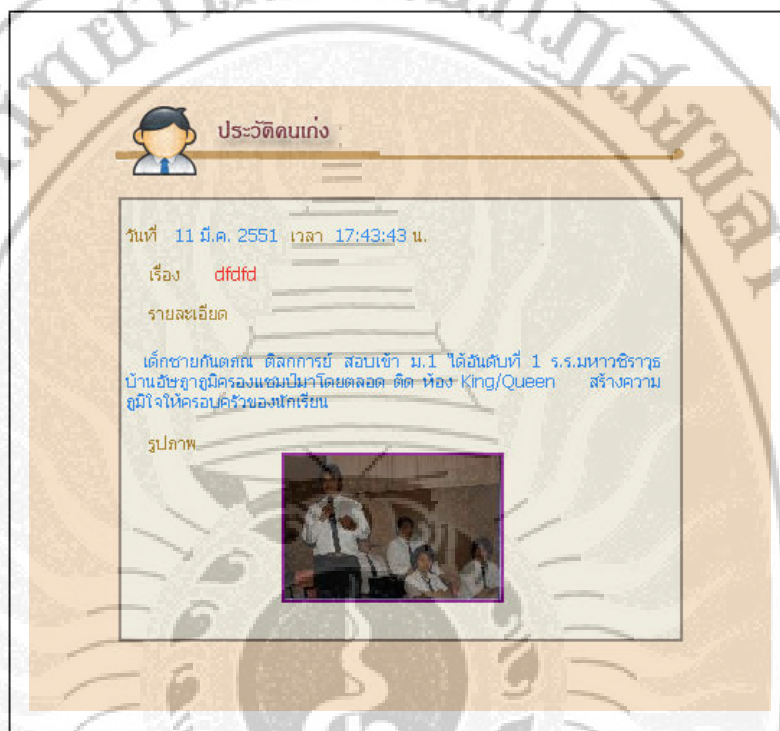 ประวัติคนเก่ง
วันที่ 11 มี.ค. 2551 เวลา 17:43:43 น.
เรื่อง dfdfd
รายละเอียด
เด็กชายกันตภณ ติลกการย์ สอบเข้า ม.1 ได้อันดับที่ 1 ร.ร.มหาวชิราวุธ
บ้านอัษฎาภูมิครองแชมป์มาโดยตลอด ติด ห้อง King/Queen สร้างความ
ภูมิใจให้ครอบครัวของนักเรียน
รูปภาพ